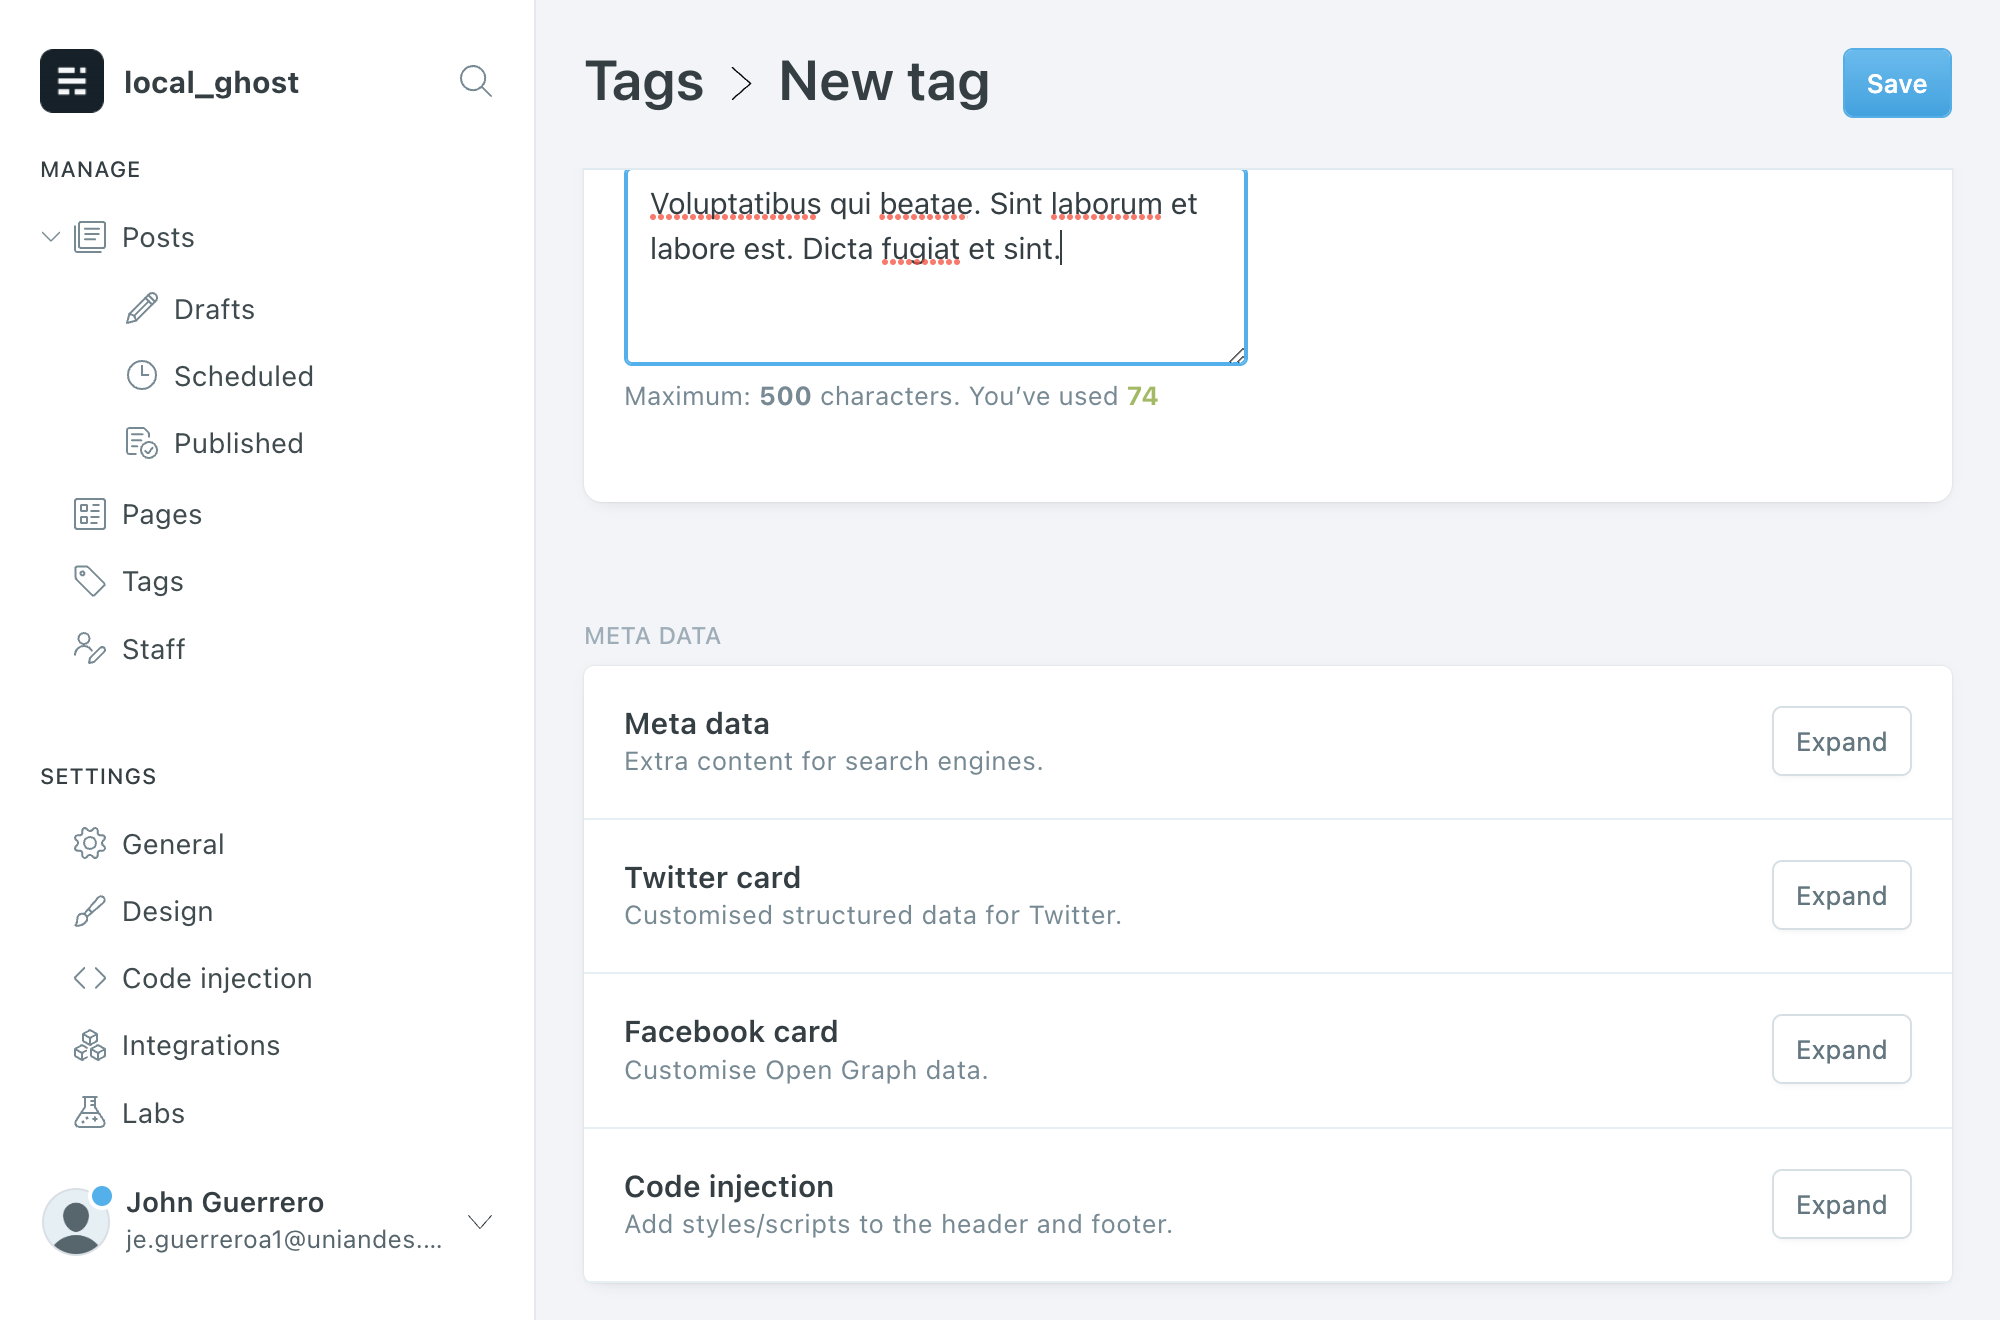 local_ghost
MANAGE
Posts
Drafts
Scheduled
Published
Pages
Tags
Staff
SETTINGS
General
Design
Code injection
Integrations
Labs
John Guerrero
je.guerreroa1@uniandes....
Tags > New tag
Save
Voluptatibus qui beatae. Sint laborum et
labore est. Dicta fugiat et sint.
Maximum: 500 characters. You’ve used 74
META DATA
Meta data
Extra content for search engines.
Expand
Twitter card
Customised structured data for Twitter.
Expand
Facebook card
Customise Open Graph data.
Expand
Code injection
Add styles/scripts to the header and footer.
Expand